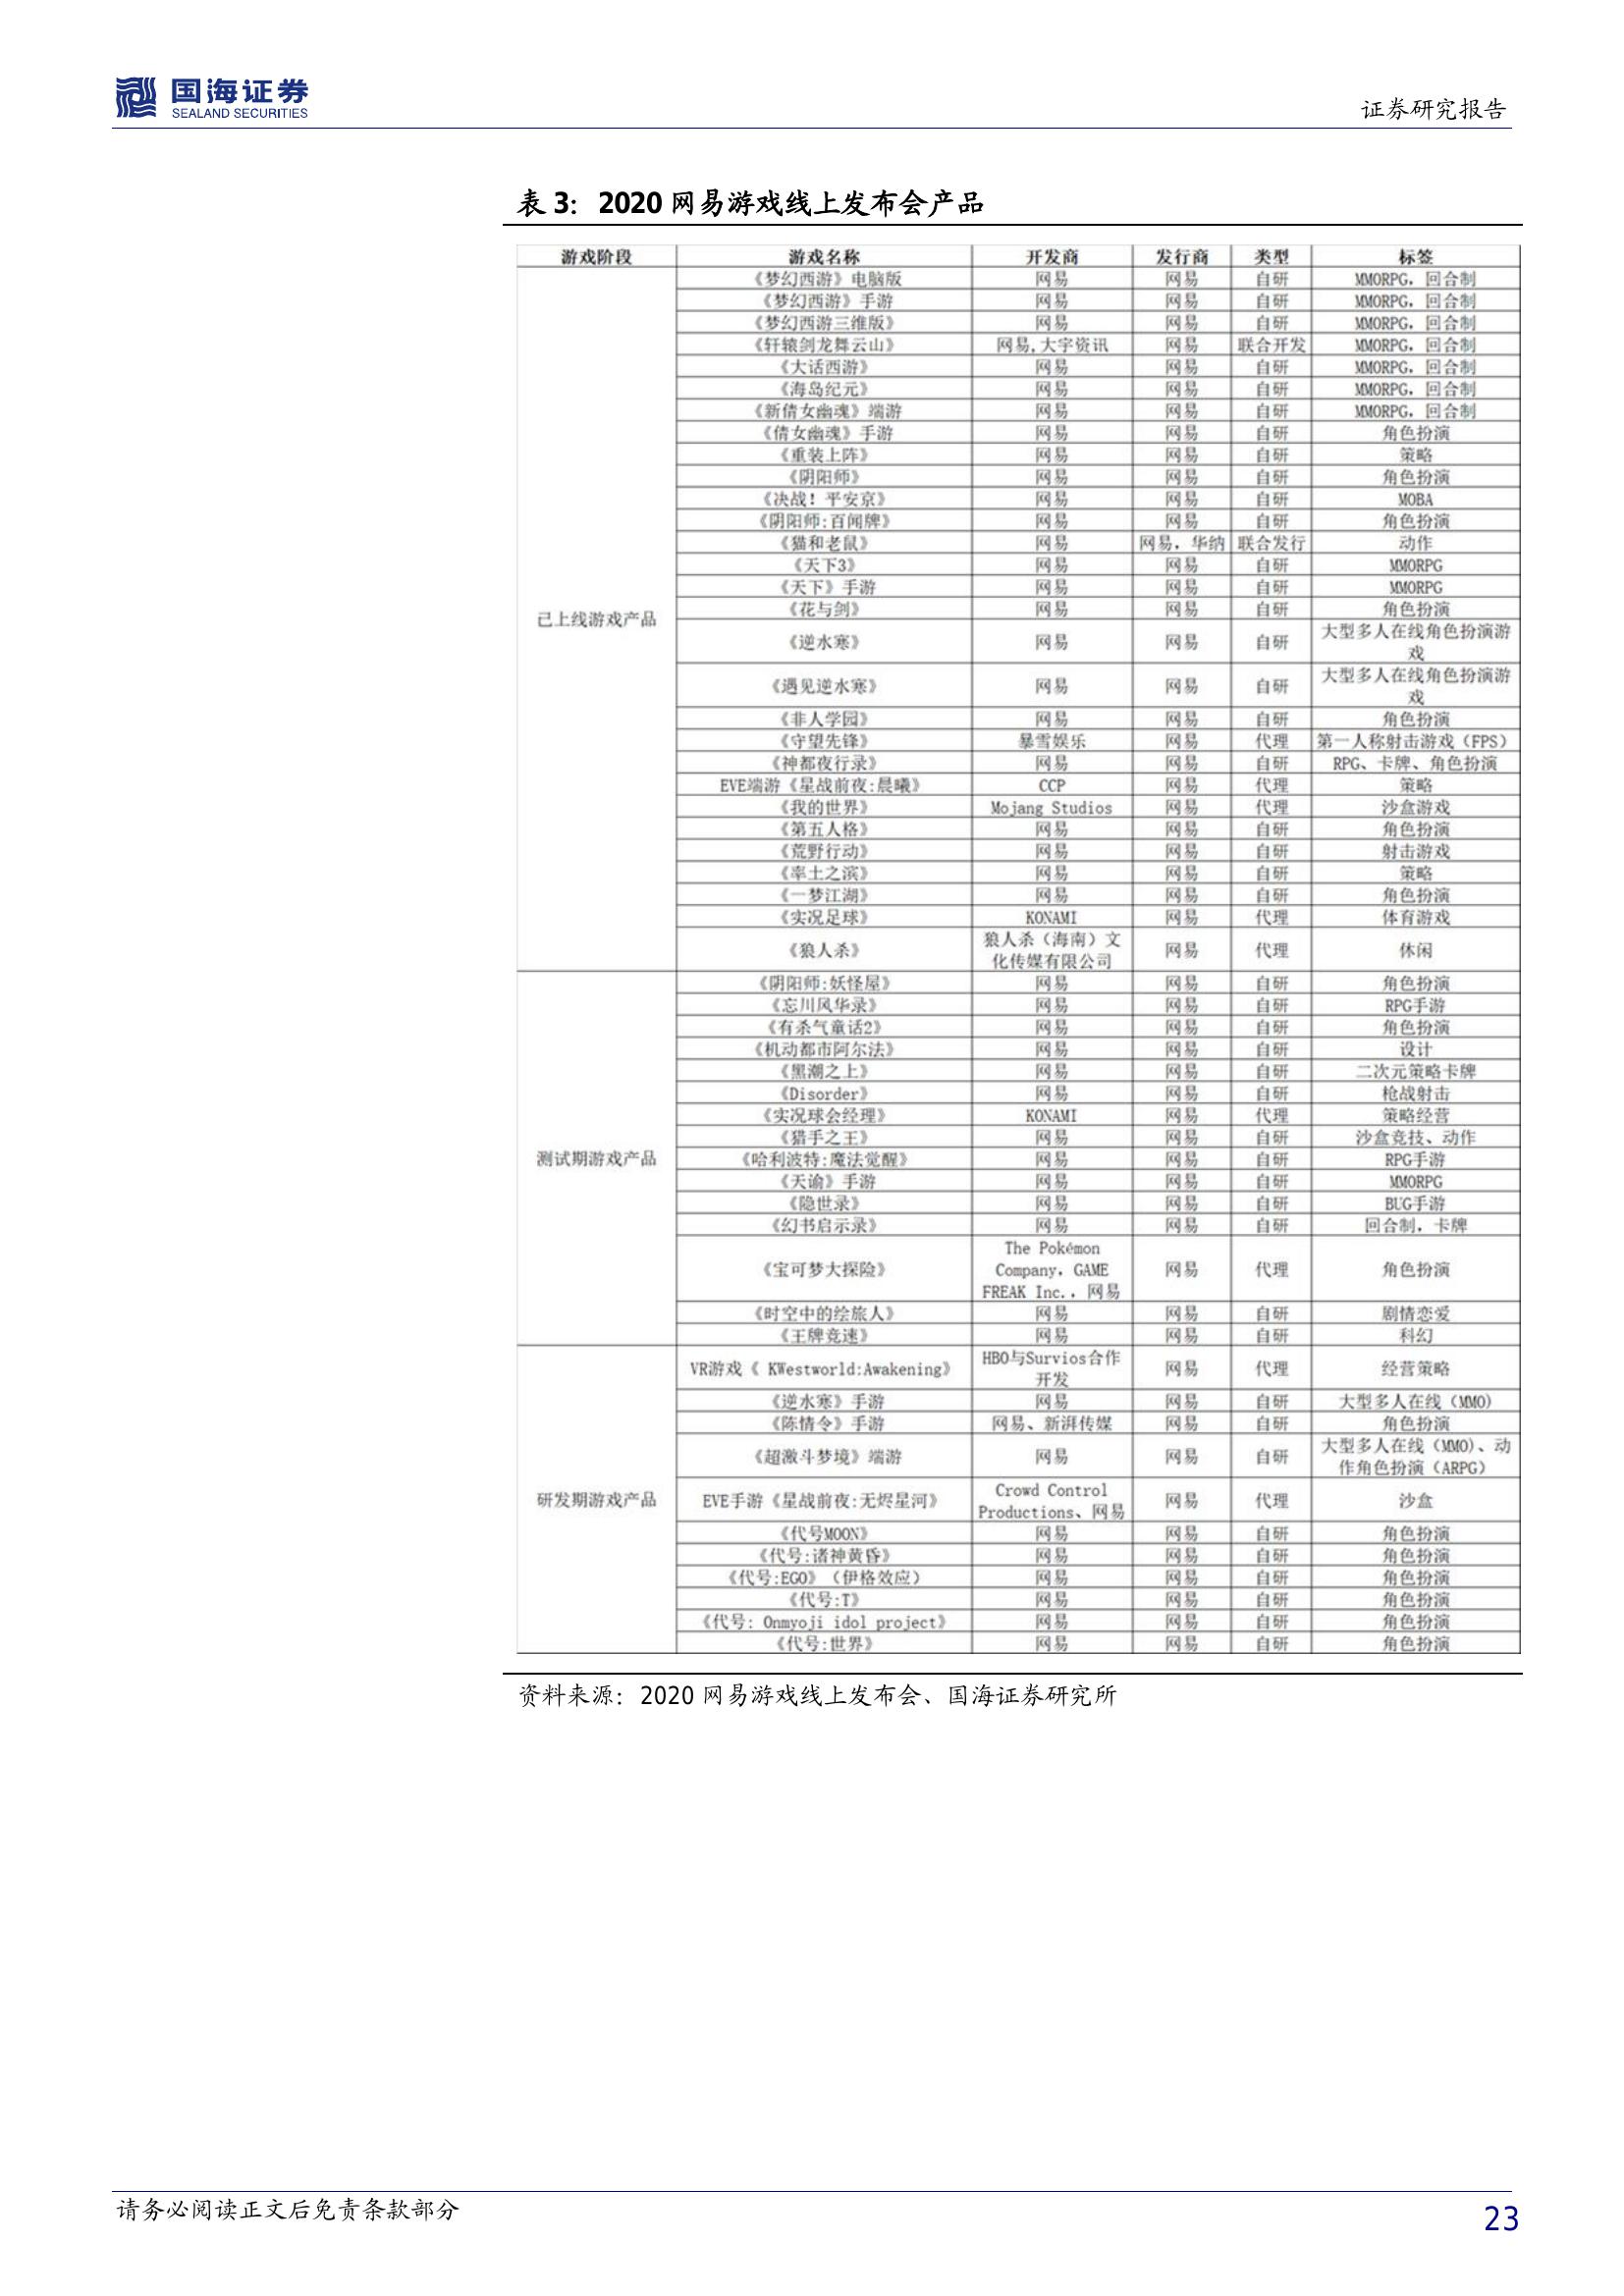 国海证券
SEALAND SECURITIES
证券研究报告
表 3：2020 网易游戏线上发布会产品
游戏阶段 游戏名称 开发商 发行商 类型 标签
已上线游戏产品
《梦幻西游》电脑版 网易 网易 自研 MMORPG，回合制
《梦幻西游》手游 网易 网易 自研 MMORPG，回合制
《梦幻西游三维版》 网易 网易 自研 MMORPG，回合制
《轩辕剑龙舞云山》 网易,大宇资讯 网易 联合开发 MMORPG，回合制
《大话西游》 网易 网易 自研 MMORPG，回合制
《海岛纪元》 网易 网易 自研 MMORPG，回合制
《新倩女幽魂》端游 网易 网易 自研 MMORPG，回合制
《倩女幽魂》手游 网易 网易 自研 角色扮演
《重装上阵》 网易 网易 自研 策略
《阴阳师》 网易 网易 自研 角色扮演
《决战！平安京》 网易 网易 自研 MOBA
《阴阳师:百闻牌》 网易 网易 自研 角色扮演
《猫和老鼠》 网易 网易，华纳 联合发行 动作
《天下3》 网易 网易 自研 MMORPG
《天下》手游 网易 网易 自研 MMORPG
《花与剑》 网易 网易 自研 角色扮演
《逆水寒》 网易 网易 自研 大型多人在线角色扮演游
戏
《遇见逆水寒》 网易 网易 自研 大型多人在线角色扮演游
戏
《非人学园》 网易 网易 自研 角色扮演
《守望先锋》 暴雪娱乐 网易 代理 第一人称射击游戏（FPS）
《神都夜行录》 网易 网易 自研 RPG、卡牌、角色扮演
EVE端游《星战前夜:晨曦》 CCP 网易 代理 策略
《我的世界》 Mojang Studios 网易 代理 沙盒游戏
《第五人格》 网易 网易 自研 角色扮演
《荒野行动》 网易 网易 自研 射击游戏
《率土之滨》 网易 网易 自研 策略
《一梦江湖》 网易 网易 自研 角色扮演
《实况足球》 KONAMI 网易 代理 体育游戏
《狼人杀》 狼人杀（海南）文 网易 代理 休闲
化传媒有限公司
测试期游戏产品
《阴阳师:妖怪屋》 网易 网易 自研 角色扮演
《忘川风华录》 网易 网易 自研 RPG手游
《有杀气童话2》 网易 网易 自研 角色扮演
《机动都市阿尔法》 网易 网易 自研 设计
《黑潮之上》 网易 网易 自研 二次元策略卡牌
《Disorder》 网易 网易 自研 枪战射击
《实况球会经理》 KONAMI 网易 代理 策略经营
《猎手之王》 网易 网易 自研 沙盒竞技、动作
《哈利波特:魔法觉醒》 网易 网易 自研 RPG手游
《天谕》手游 网易 网易 自研 MMORPG
《隐世录》 网易 网易 自研 BUG手游
《幻书启示录》 网易 网易 自研 回合制，卡牌
《宝可梦大探险》 The Pokémon 网易 代理 角色扮演
Company，GAME
FREAK Inc.，网易
《时空中的绘旅人》 网易 网易 自研 剧情恋爱
《王牌竞速》 网易 网易 自研 科幻
研发期游戏产品
VR游戏《 KWestworld:Awakening》 HBO与Survios合作 网易 代理 经营策略
开发
《逆水寒》手游 网易 网易 自研 大型多人在线（MMO)
《陈情令》手游 网易、新湃传媒 网易 自研 角色扮演
《超激斗梦境》端游 网易 网易 自研 大型多人在线（MMO)、动
作角色扮演（ARPG）
EVE手游《星战前夜:无烬星河》 Crowd Control 网易 代理 沙盒
Productions、网易
《代号MOON》 网易 网易 自研 角色扮演
《代号:诸神黄昏》 网易 网易 自研 角色扮演
《代号:EGO》（伊格效应） 网易 网易 自研 角色扮演
《代号:T》 网易 网易 自研 角色扮演
《代号: Onmyoji idol project》 网易 网易 自研 角色扮演
《代号:世界》 网易 网易 自研 角色扮演
资料来源：2020 网易游戏线上发布会、国海证券研究所
请务必阅读正文后免责条款部分
23